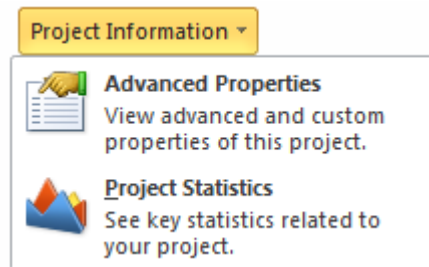 Project Information
Advanced Properties
View advanced and custom
properties of this project.
Project Statistics
See key statistics related to
your project.